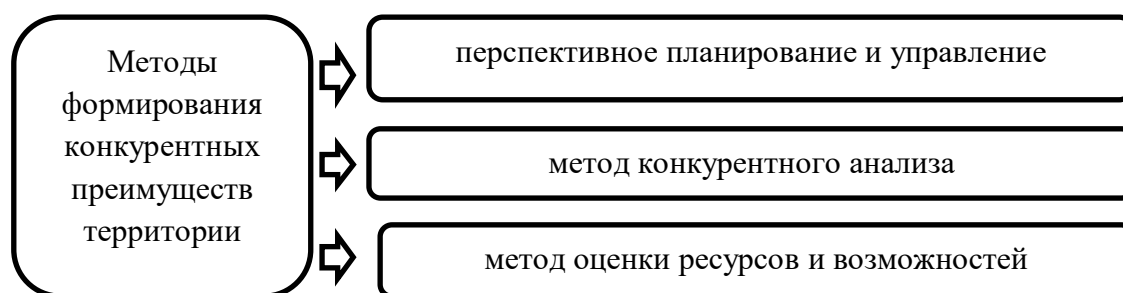 Методы
формирования
конкурентных
преимуществ
территории
перспективное планирование и управление
метод конкурентного анализа
метод оценки ресурсов и возможностей